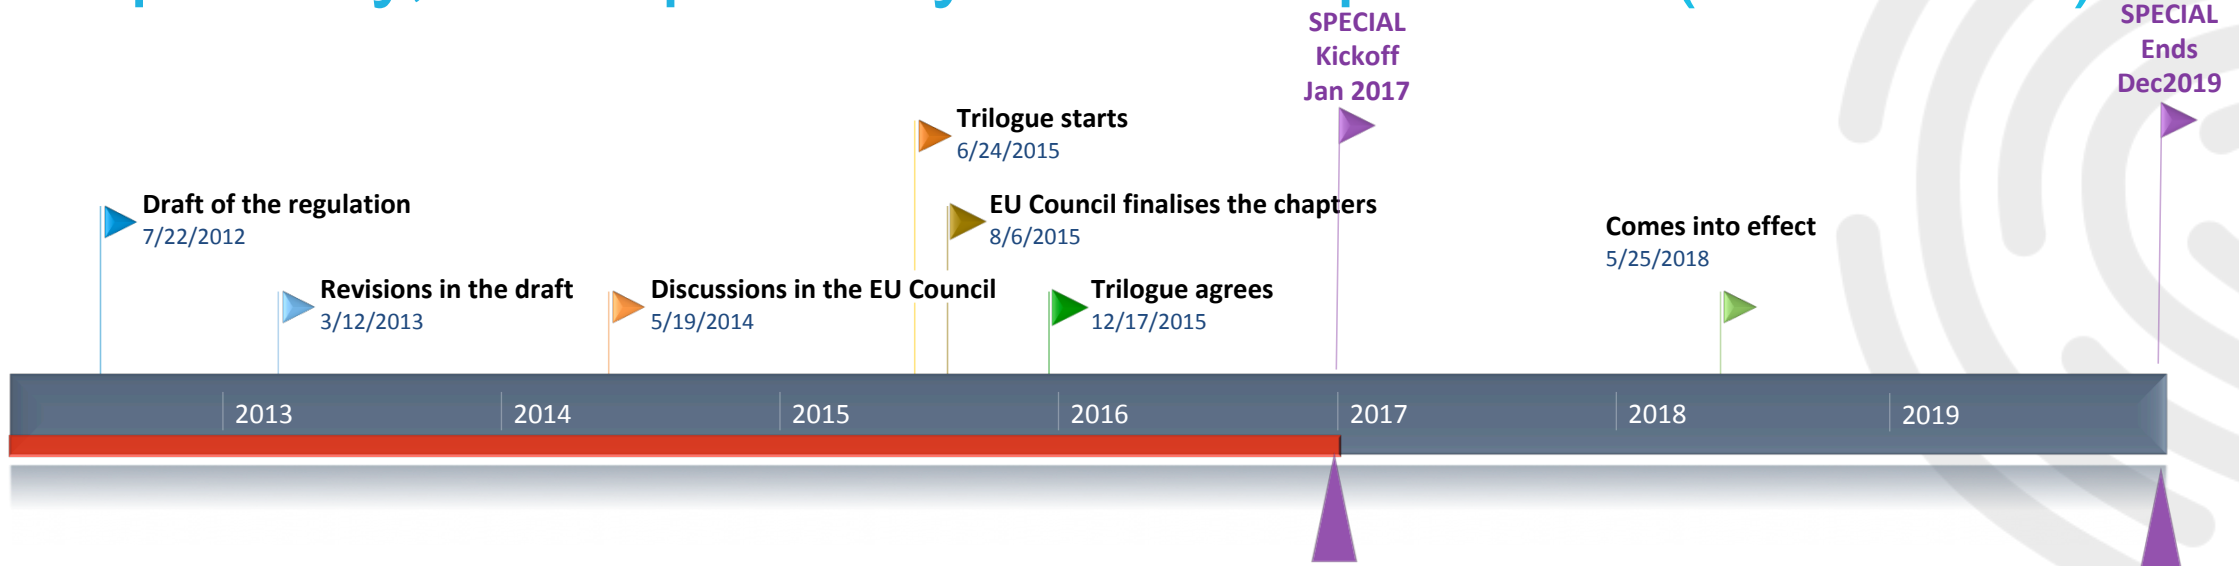 SPECIAL
Kickoff
Jan 2017
SPECIAL
Ends
Dec2019
Trilogue starts
6/24/2015
Draft of the regulation
7/22/2012
EU Council finalises the chapters
8/6/2015
Comes into effect
5/25/2018
Revisions in the draft
3/12/2013
Discussions in the EU Council
5/19/2014
Trilogue agrees
12/17/2015
2013 2014 2015 2016 2017 2018 2019